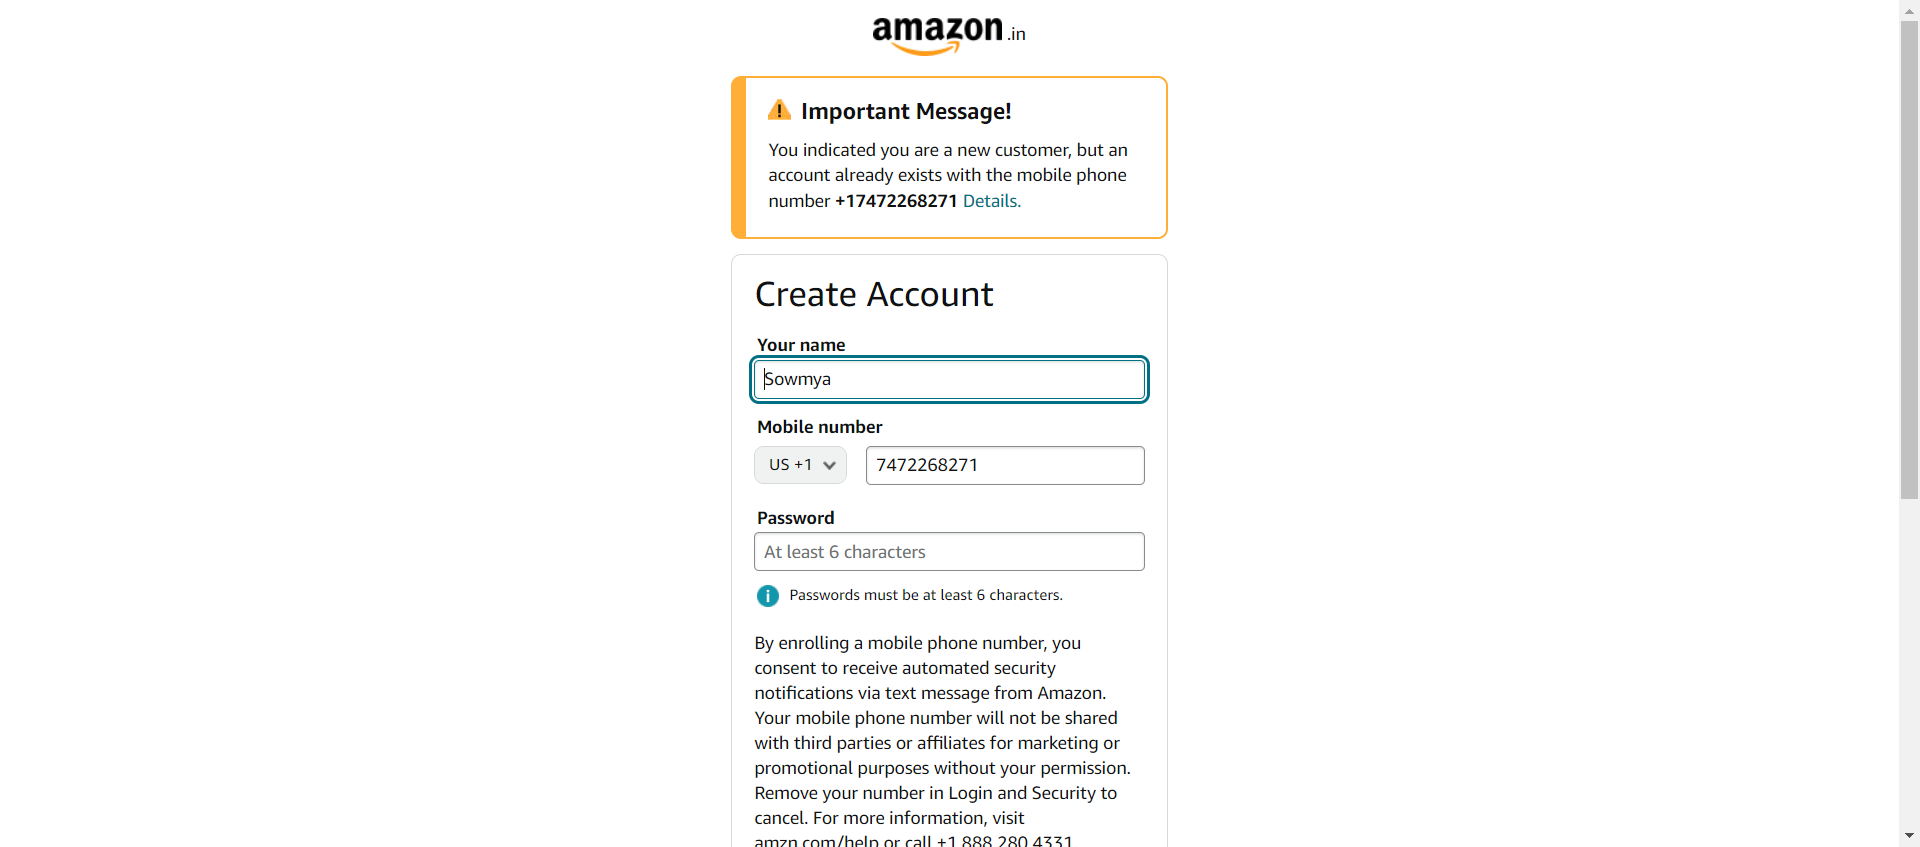 amazon.in
Important Message!
You indicated you are a new customer, but an
account already exists with the mobile phone
number +17472268271 Details.
Create Account
Your name
Sowmya
Mobile number
US +1 7472268271
Password
At least 6 characters
Passwords must be at least 6 characters.
By enrolling a mobile phone number, you
consent to receive automated security
notifications via text message from Amazon.
Your mobile phone number will not be shared
with third parties or affiliates for marketing or
promotional purposes without your permission.
Remove your number in Login and Security to
cancel. For more information, visit
amzn.com/help or call +1 888 280 4331